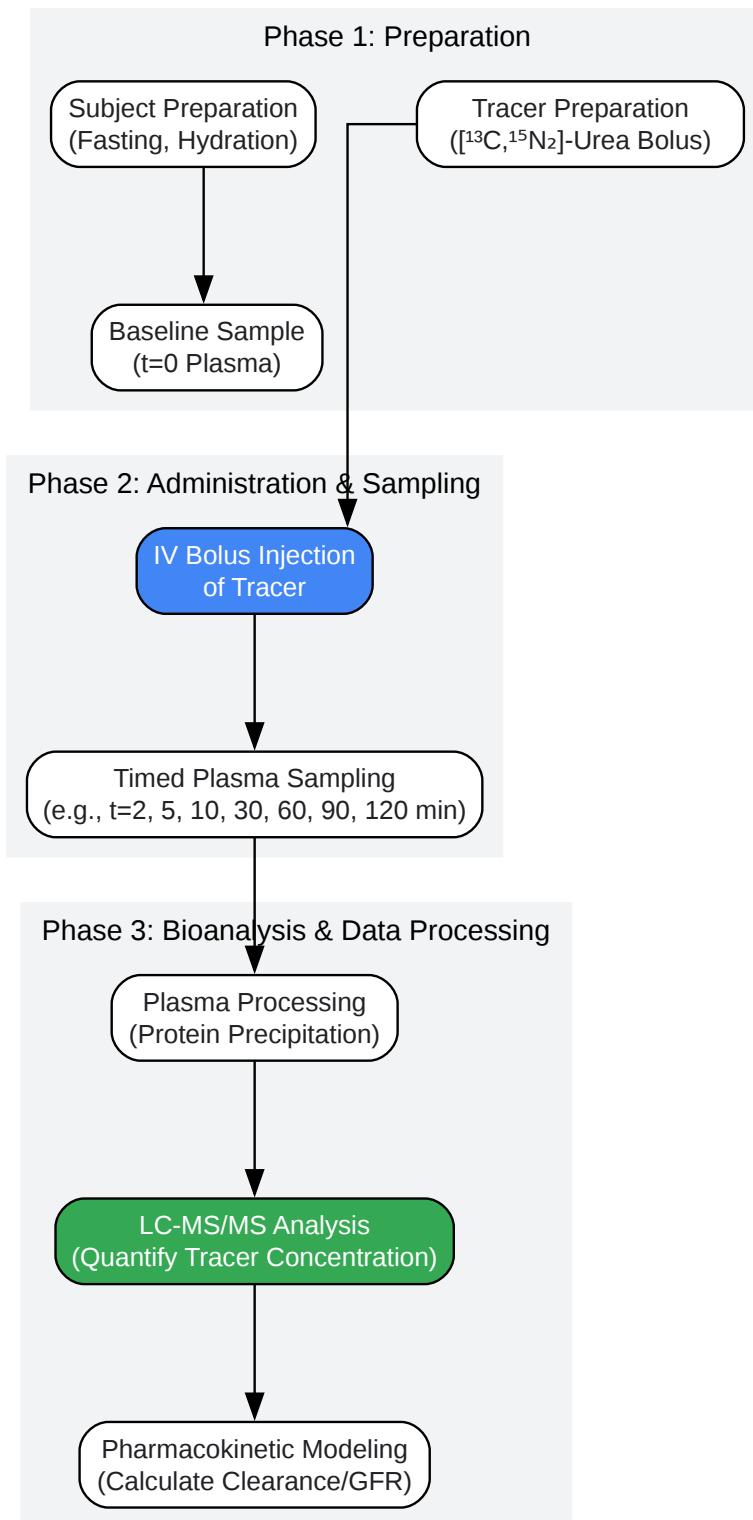 Phase 1: Preparation
Subject Preparation
(Fasting, Hydration)
Tracer Preparation
([¹³C,¹⁵N₂]-Urea Bolus)
Baseline Sample
(t=0 Plasma)
Phase 2: Administration & Sampling
IV Bolus Injection
of Tracer
Timed Plasma Sampling
(e.g., t=2, 5, 10, 30, 60, 90, 120 min)
Phase 3: Bioanalysis & Data Processing
Plasma Processing
(Protein Precipitation)
LC-MS/MS Analysis
(Quantify Tracer Concentration)
Pharmacokinetic Modeling
(Calculate Clearance/GFR)